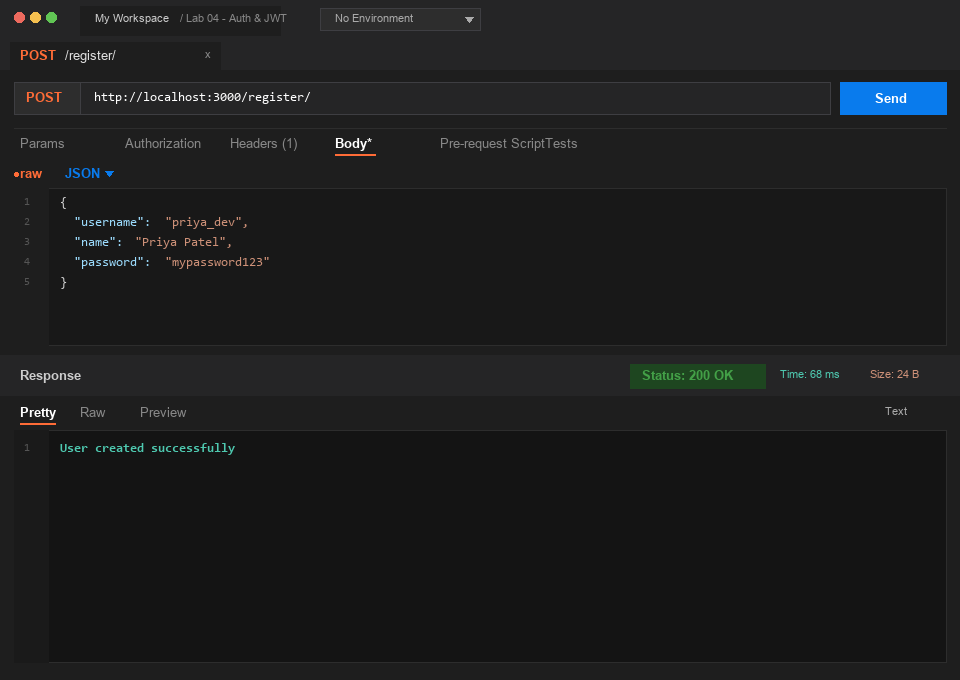 My Workspace / Lab 04 - Auth & JWT No Environment
POST /register/ x
POST http://localhost:3000/register/ Send
Params Authorization Headers (1) Body* Pre-request Script Tests
raw JSON
1 {
2 "username": "priya_dev",
3 "name": "Priya Patel",
4 "password": "mypassword123"
5 }
Response Status: 200 OK Time: 68 ms Size: 24 B
Pretty Raw Preview Text
1 User created successfully